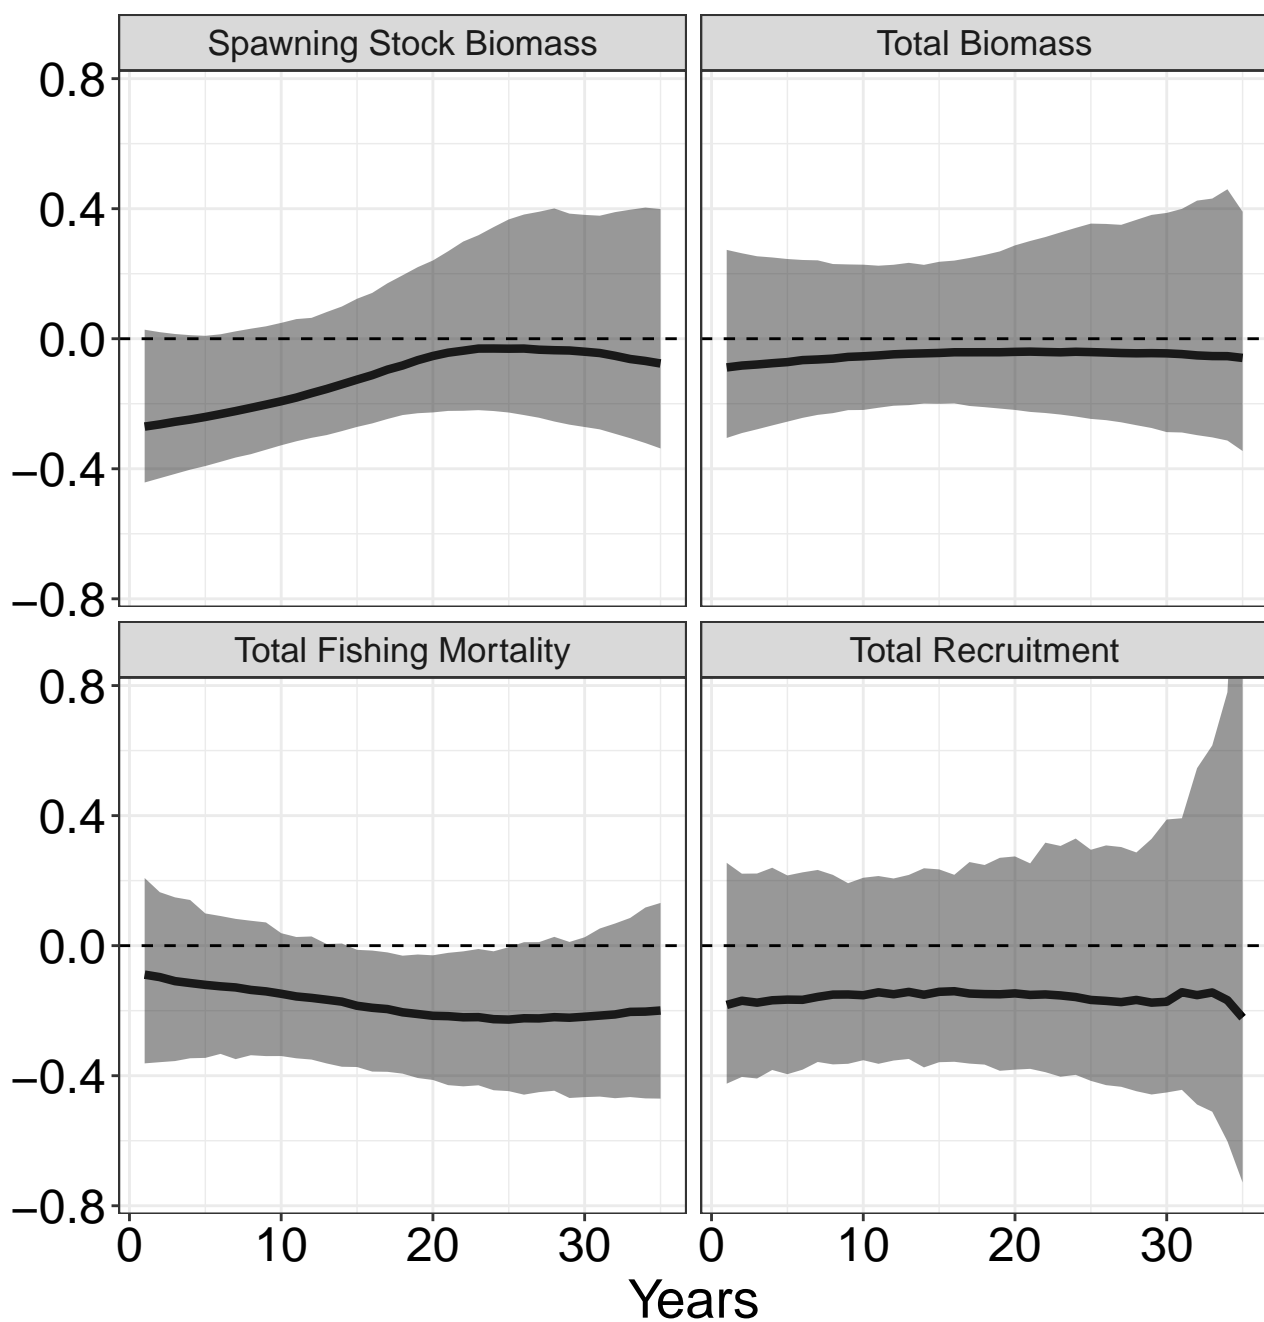 Spawning Stock Biomass
Total Biomass
0.8
0.4
0.0
−0.4
−0.8
Total Fishing Mortality
Total Recruitment
0.8
0.4
0.0
−0.4
−0.8
0 10 20 30
0 10 20 30
Years